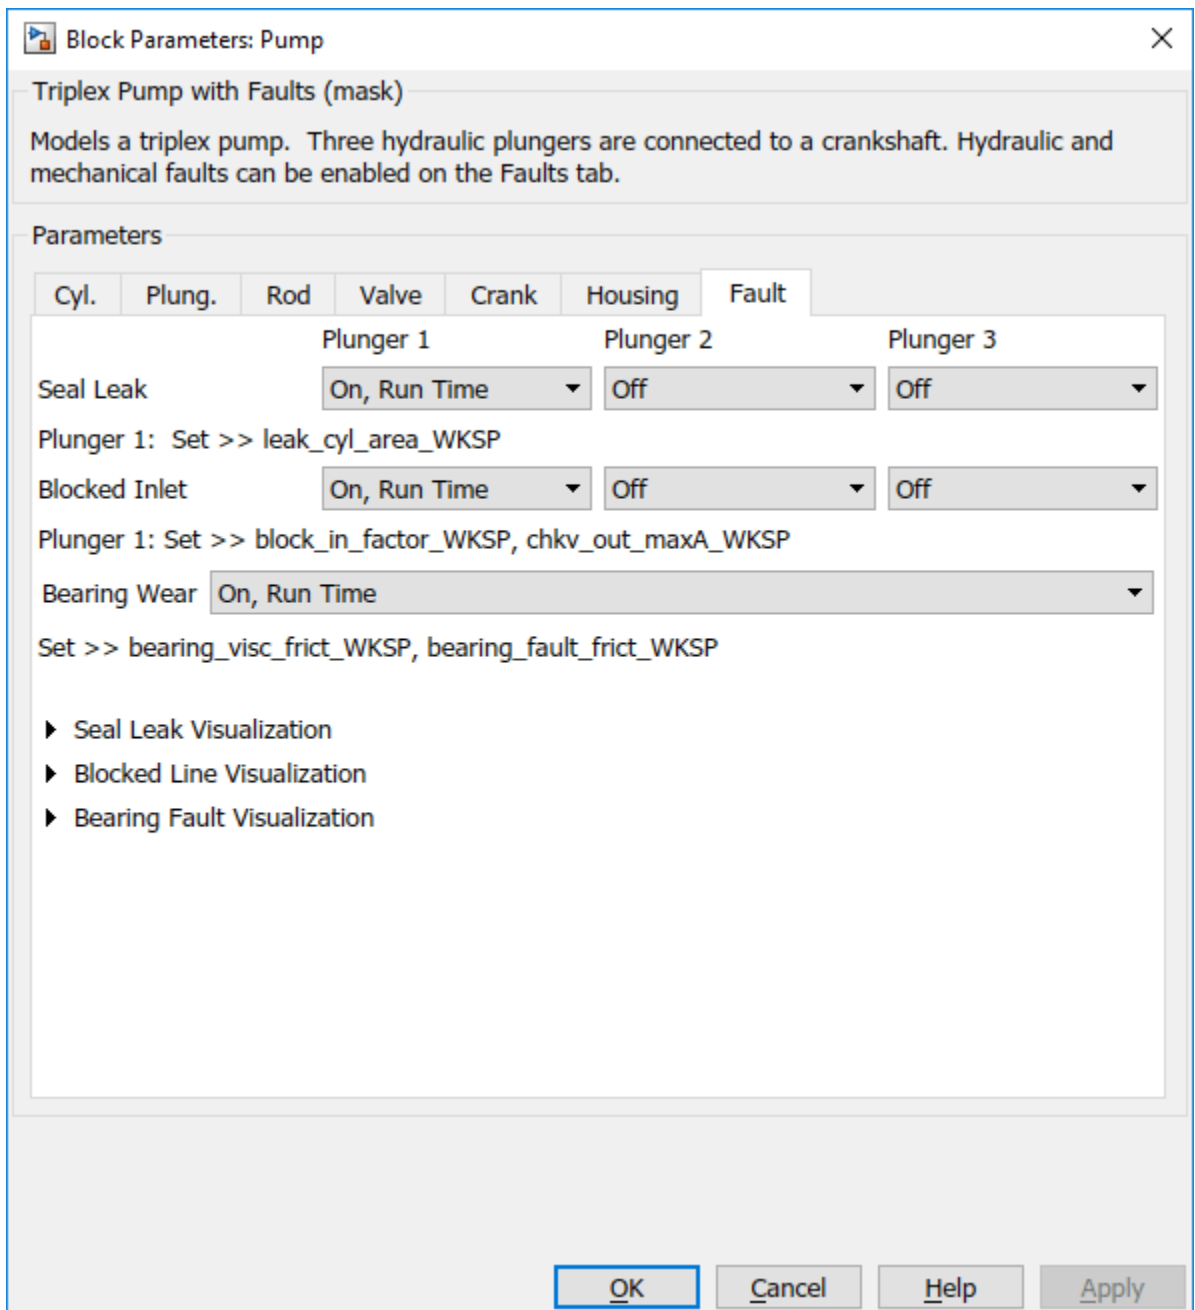 Block Parameters: Pump
Triplex Pump with Faults (mask)
Models a triplex pump.  Three hydraulic plungers are connected to a crankshaft. Hydraulic and
mechanical faults can be enabled on the Faults tab.
Parameters
Cyl. Plung. Rod Valve Crank Housing Fault
Plunger 1 Plunger 2 Plunger 3
Seal Leak On, Run Time Off Off
Plunger 1:  Set >> leak_cyl_area_WKSP
Blocked Inlet On, Run Time Off Off
Plunger 1: Set >> block_in_factor_WKSP, chkv_out_maxA_WKSP
Bearing Wear On, Run Time
Set >> bearing_visc_frict_WKSP, bearing_fault_frict_WKSP
Seal Leak Visualization
Blocked Line Visualization
Bearing Fault Visualization
OK Cancel Help Apply